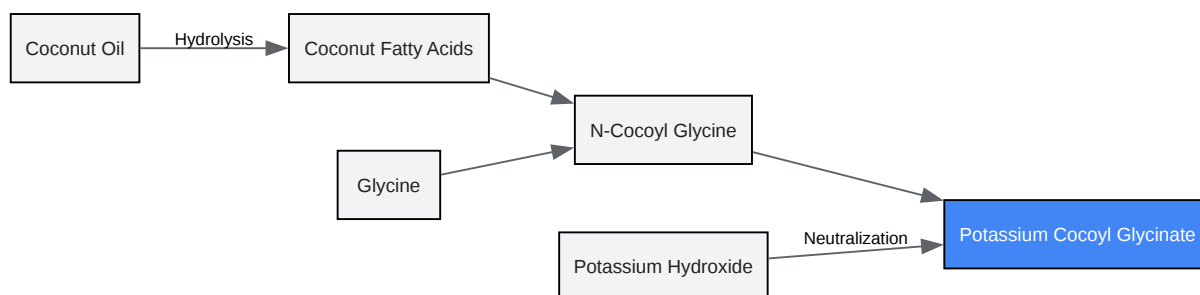 Coconut Oil
Hydrolysis
Coconut Fatty Acids
N-Cocoyl Glycine
Glycine
Potassium Cocoyl Glycinate
Neutralization
Potassium Hydroxide